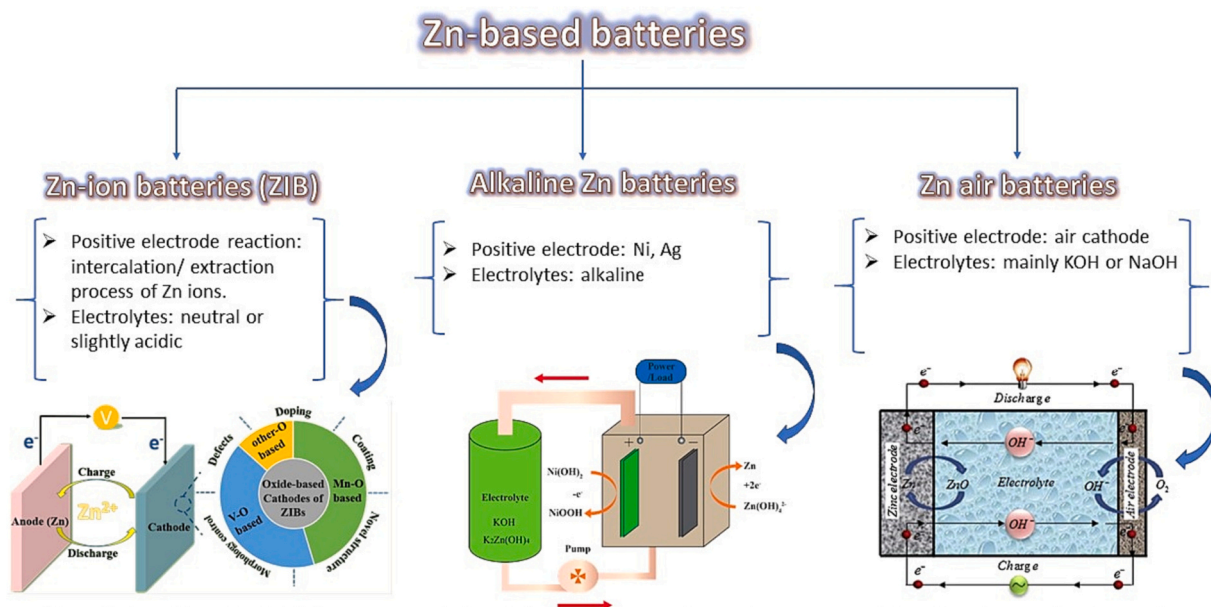 Zn-based batteries
Zn-ion batteries (ZIB)
➤ Positive electrode reaction:
intercalation/ extraction
process of Zn ions.
➤ Electrolytes: neutral or
slightly acidic
V
e-
e-
Charge
Zn²⁺
Anode (Zn)
Cathode
Discharge
Doping
Defects
Coating
other-O
based
Mn-O
based
Oxide-based
Cathodes of
ZIBs
V-O
based
Morphology control
Novel structure
Alkaline Zn batteries
➤ Positive electrode: Ni, Ag
➤ Electrolytes: alkaline
Power
/Load
+
−
Ni(OH)₂
-e⁻
NiOOH
Zn
+2e⁻
Zn(OH)₄²⁻
Electrolyte
KOH
K₂Zn(OH)₄
Pump
Zn air batteries
➤ Positive electrode: air cathode
➤ Electrolytes: mainly KOH or NaOH
e⁻
e⁻
e⁻
e⁻
Discharge
e⁻
e⁻
OH⁻
Zinc electrode
Zn
ZnO
Electrolyte
OH⁻
Air electrode
O₂
OH⁻
e⁻
e⁻
Charge
e⁻
e⁻